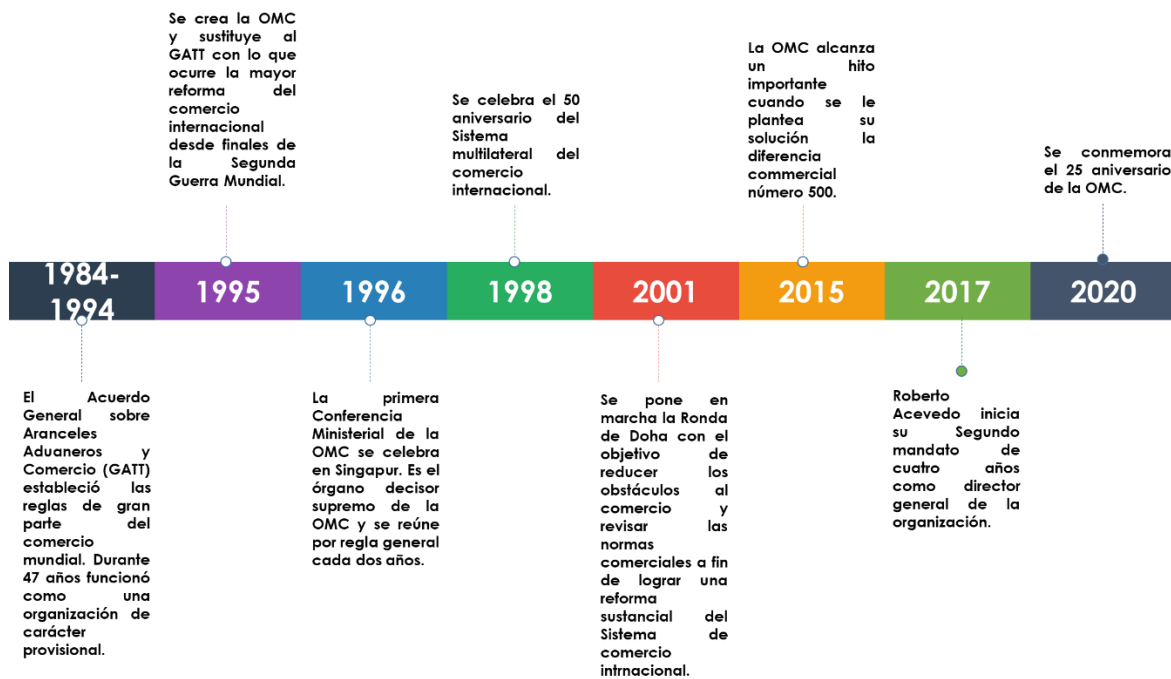 Se crea la OMC
y sustituye al
GATT con lo que
ocurre la mayor
reforma del
comercio
internacional
desde finales de
la Segunda
Guerra Mundial.
Se celebra el 50
aniversario del
Sistema
multilateral del
comercio
internacional.
La OMC alcanza
un hito
importante
cuando se le
plantea su
solución la
diferencia
commercial
número 500.
Se conmemora
el 25 aniversario
de la OMC.
1984-
1994
1995
1996
1998
2001
2015
2017
2020
El Acuerdo
General sobre
Aranceles
Aduaneros y
Comercio (GATT)
estableció las
reglas de gran
parte del
comercio
mundial. Durante
47 años funcionó
como una
organización de
carácter
provisional.
La primera
Conferencia
Ministerial de la
OMC se celebra
en Singapur. Es el
órgano decisor
supremo de la
OMC y se reúne
por regla general
cada dos años.
Se pone en
marcha la Ronda
de Doha con el
objetivo de
reducer los
obstáculos al
comercio y
revisar las
normas
comerciales a fin
de lograr una
reforma
sustancial del
Sistema de
comercio
intrnacional.
Roberto
Acevedo inicia
su Segundo
mandato de
cuatro años
como director
general de la
organización.